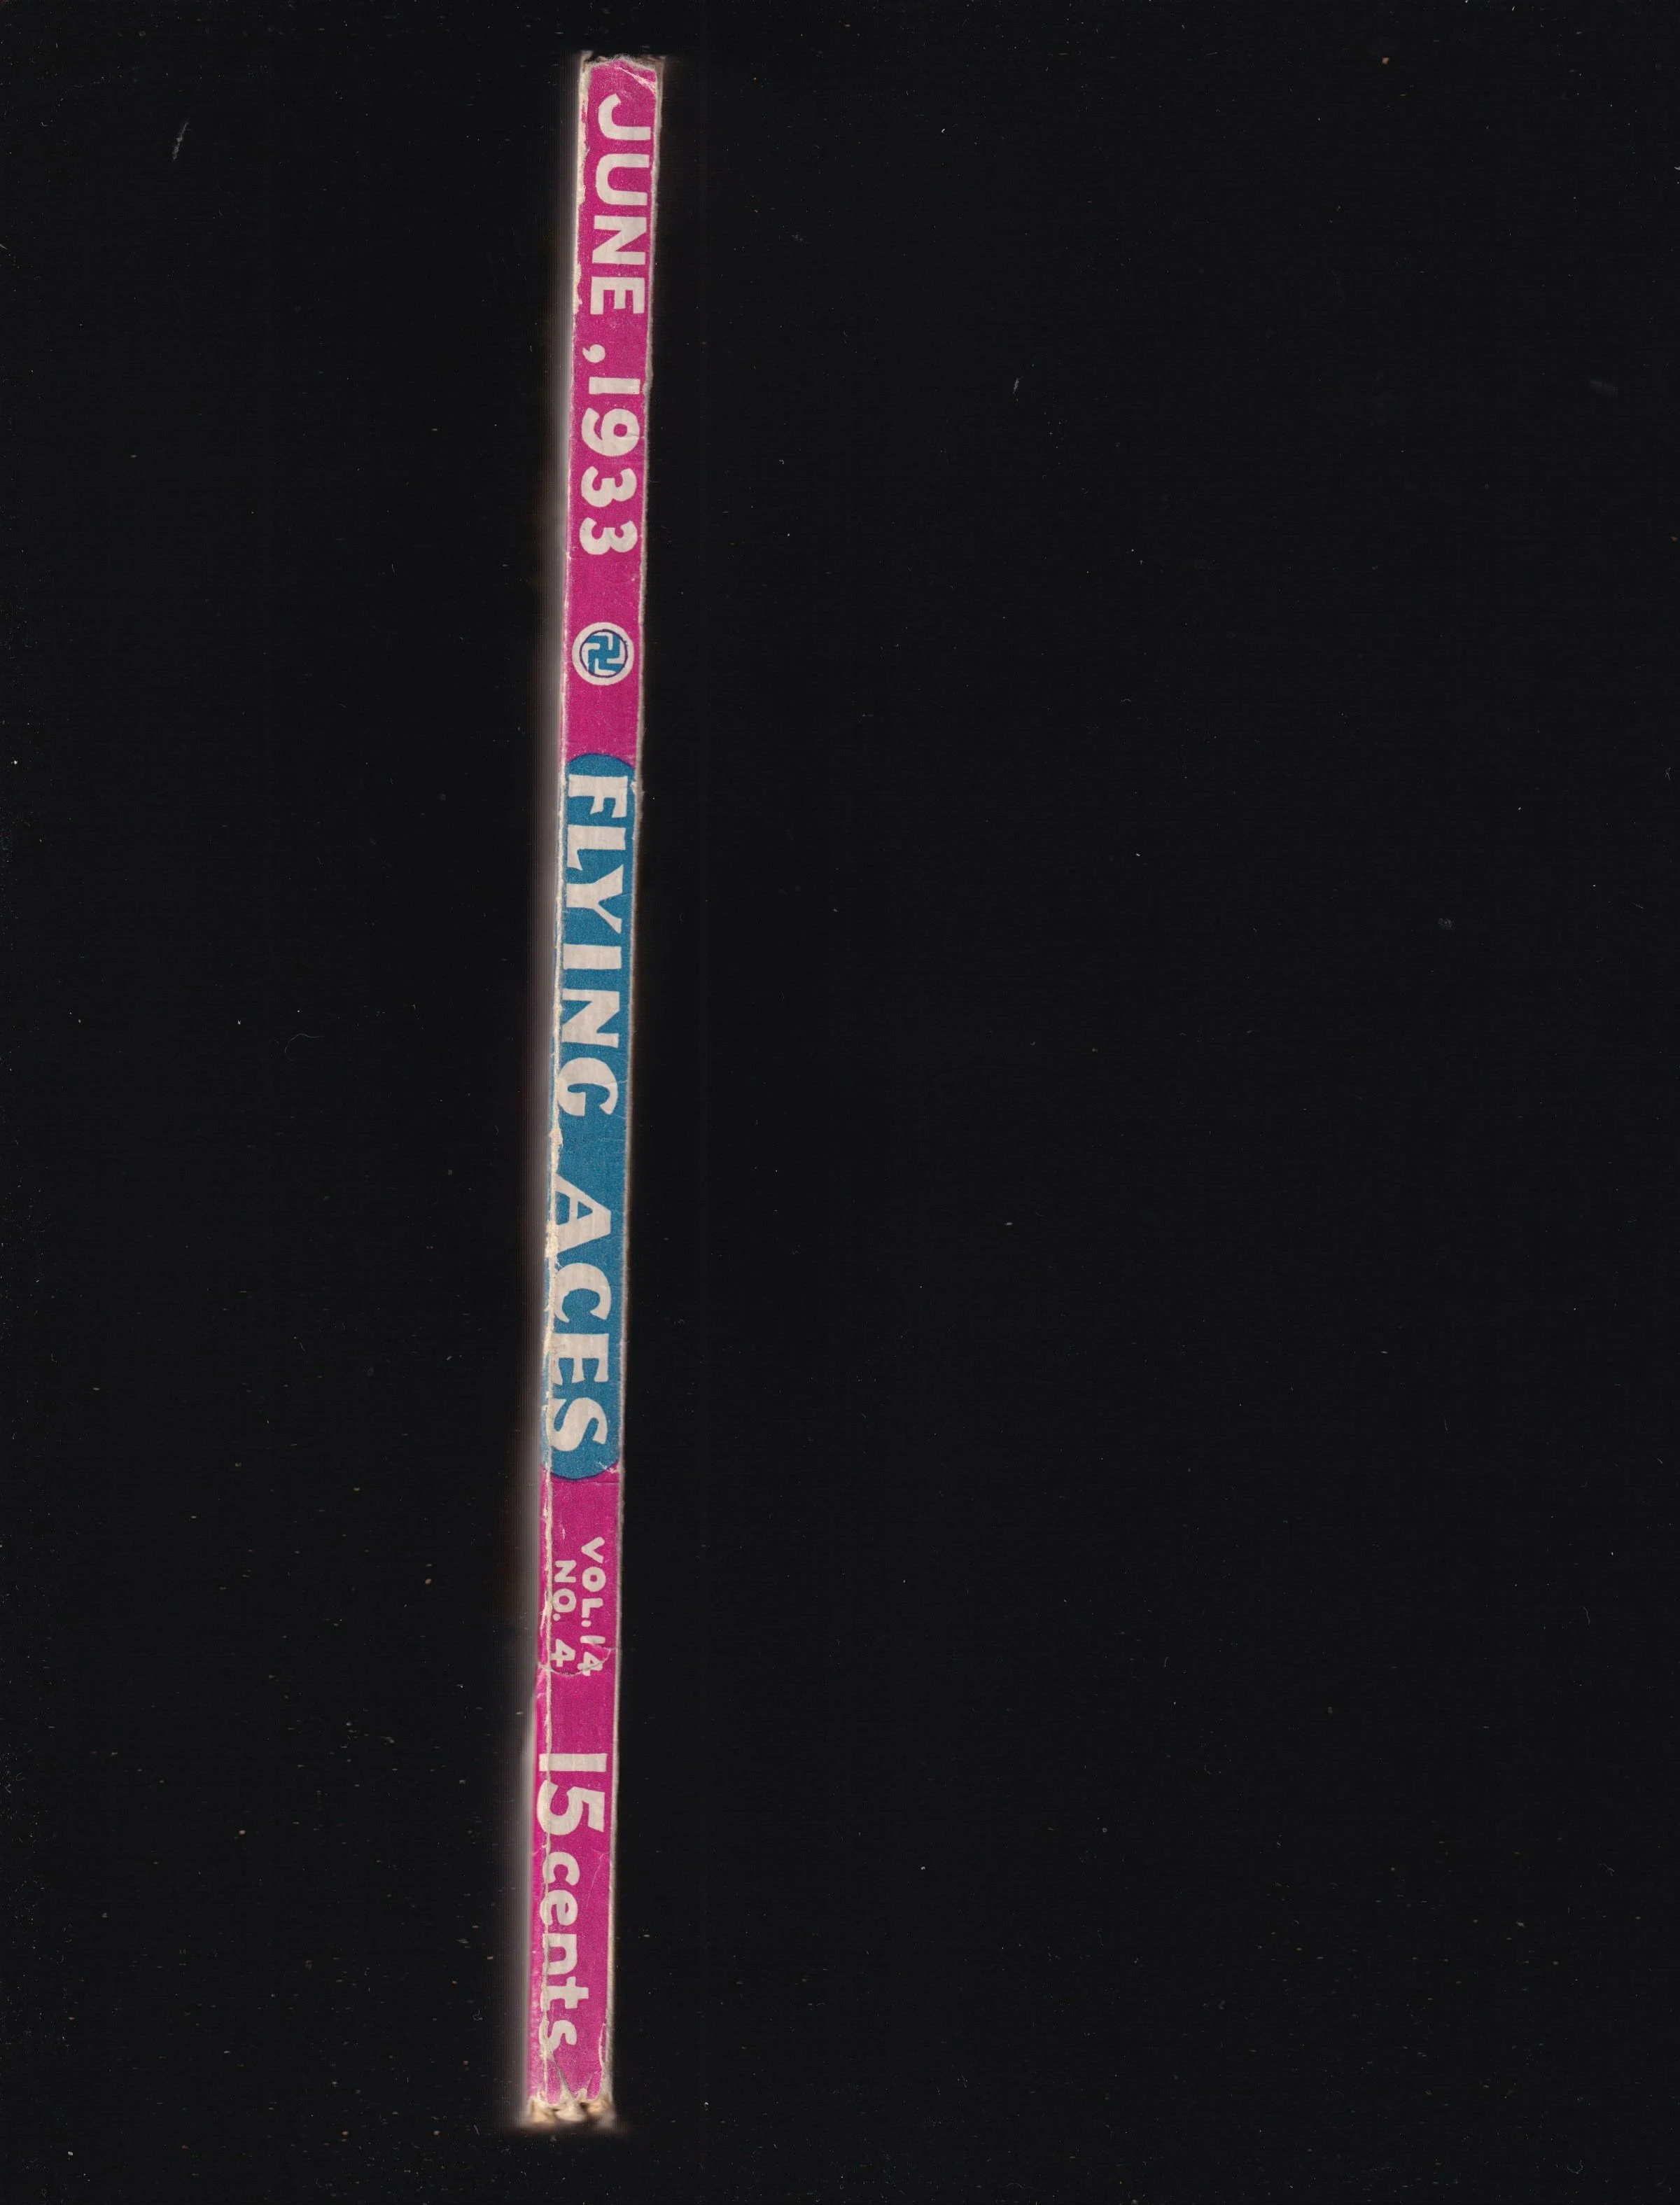 JUNE, 1933
FLYING ACES
VOL. 14
NO. 4
15 cents